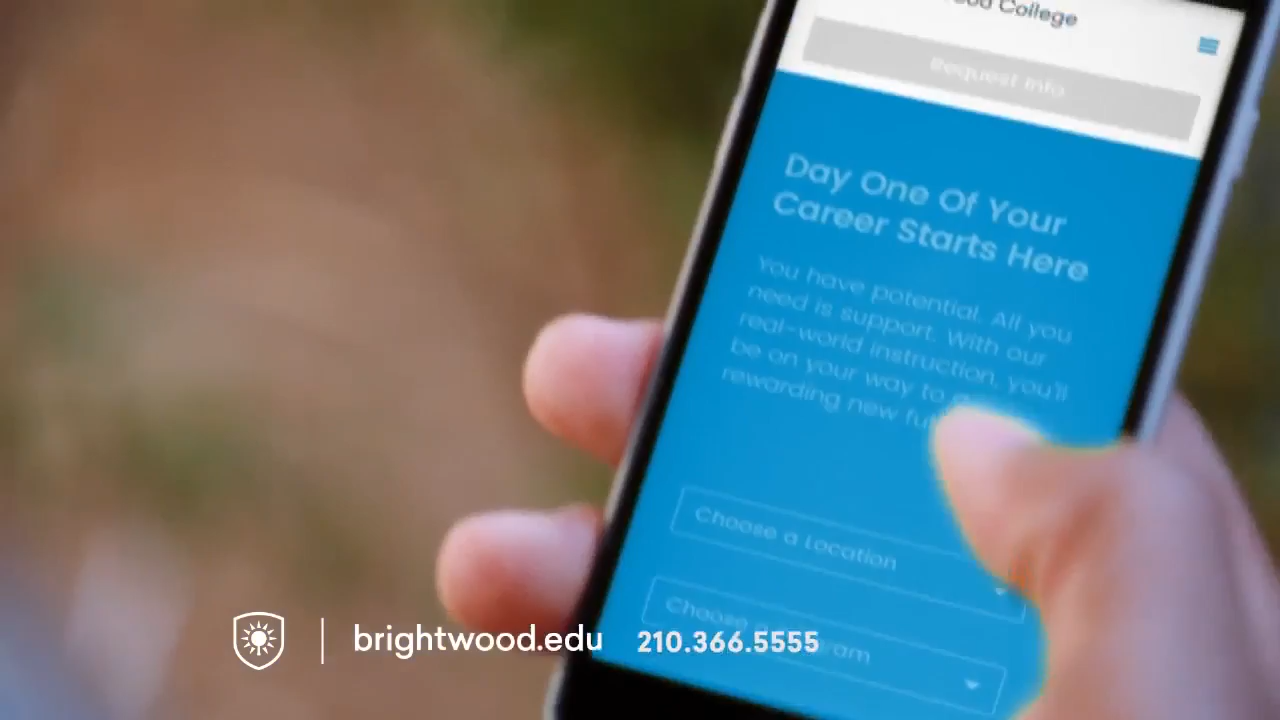 College
Request Info
Day One Of Your
Career Starts Here
You have potential. All you
need is support. With our
real-world instruction, you'll
be on your way to
rewarding new
Choose a Location
Choose
brightwood.edu 210.366.5555